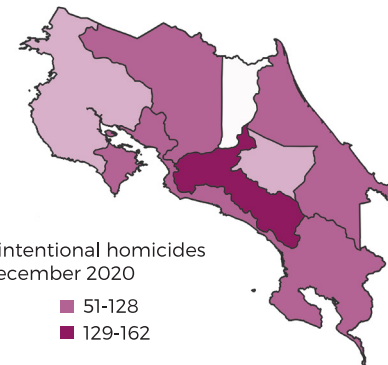 intentional homicides
ecember 2020
51-128
129-162